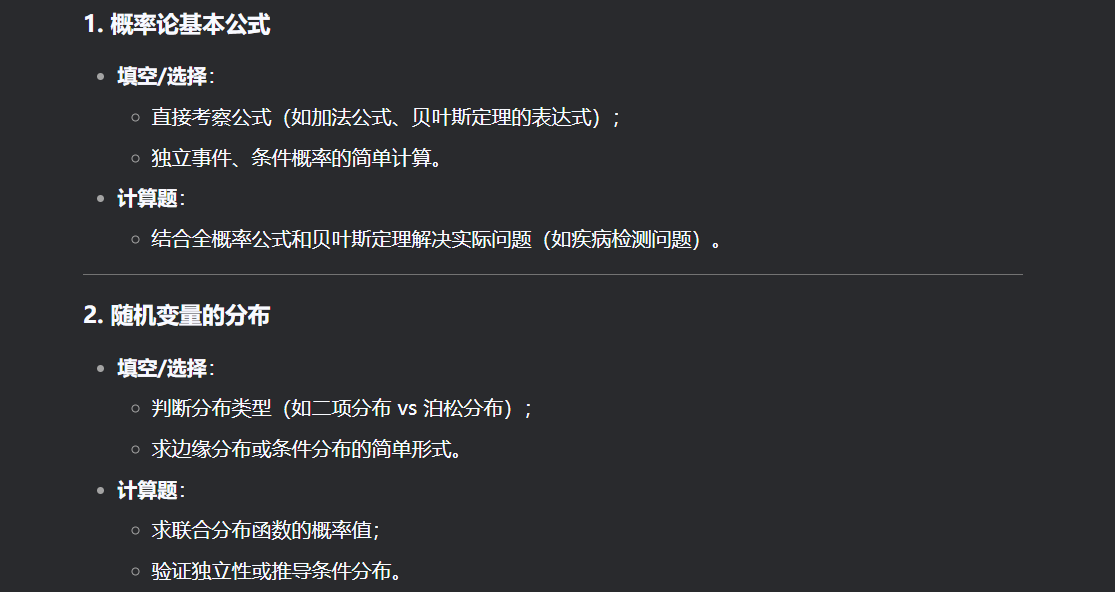 1. 概率论基本公式
填空/选择：
直接考察公式（如加法公式、贝叶斯定理的表达式）；
独立事件、条件概率的简单计算。
计算题：
结合全概率公式和贝叶斯定理解决实际问题（如疾病检测问题）。
2. 随机变量的分布
填空/选择：
判断分布类型（如二项分布 vs 泊松分布）；
求边缘分布或条件分布的简单形式。
计算题：
求联合分布函数的概率值；
验证独立性或推导条件分布。